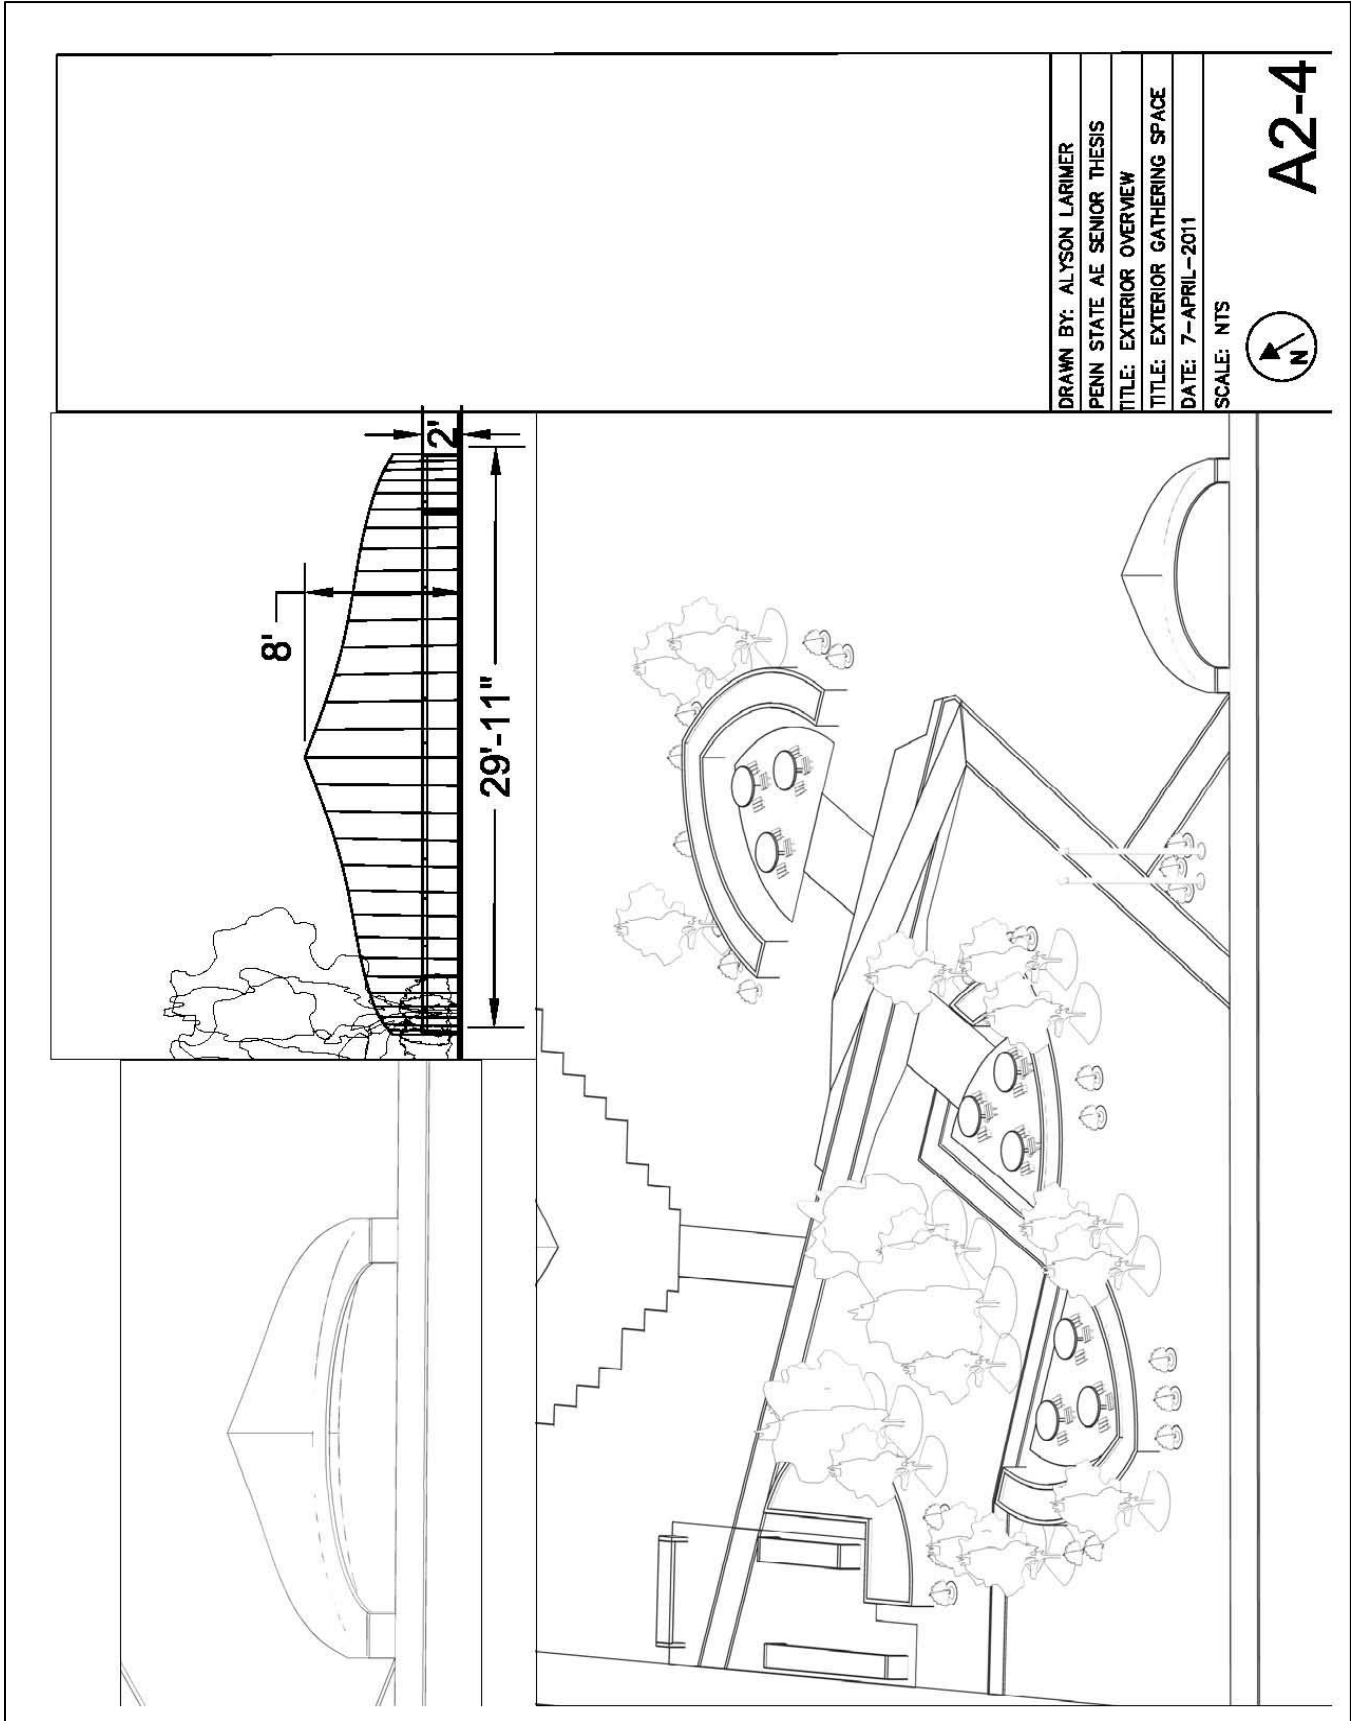 8'
2'
29'-11"
DRAWN BY: ALYSON LARIMER
PENN STATE AE SENIOR THESIS
TITLE: EXTERIOR OVERVIEW
TITLE: EXTERIOR GATHERING SPACE
DATE: 7-APRIL-2011
SCALE: NTS
N
A2-4